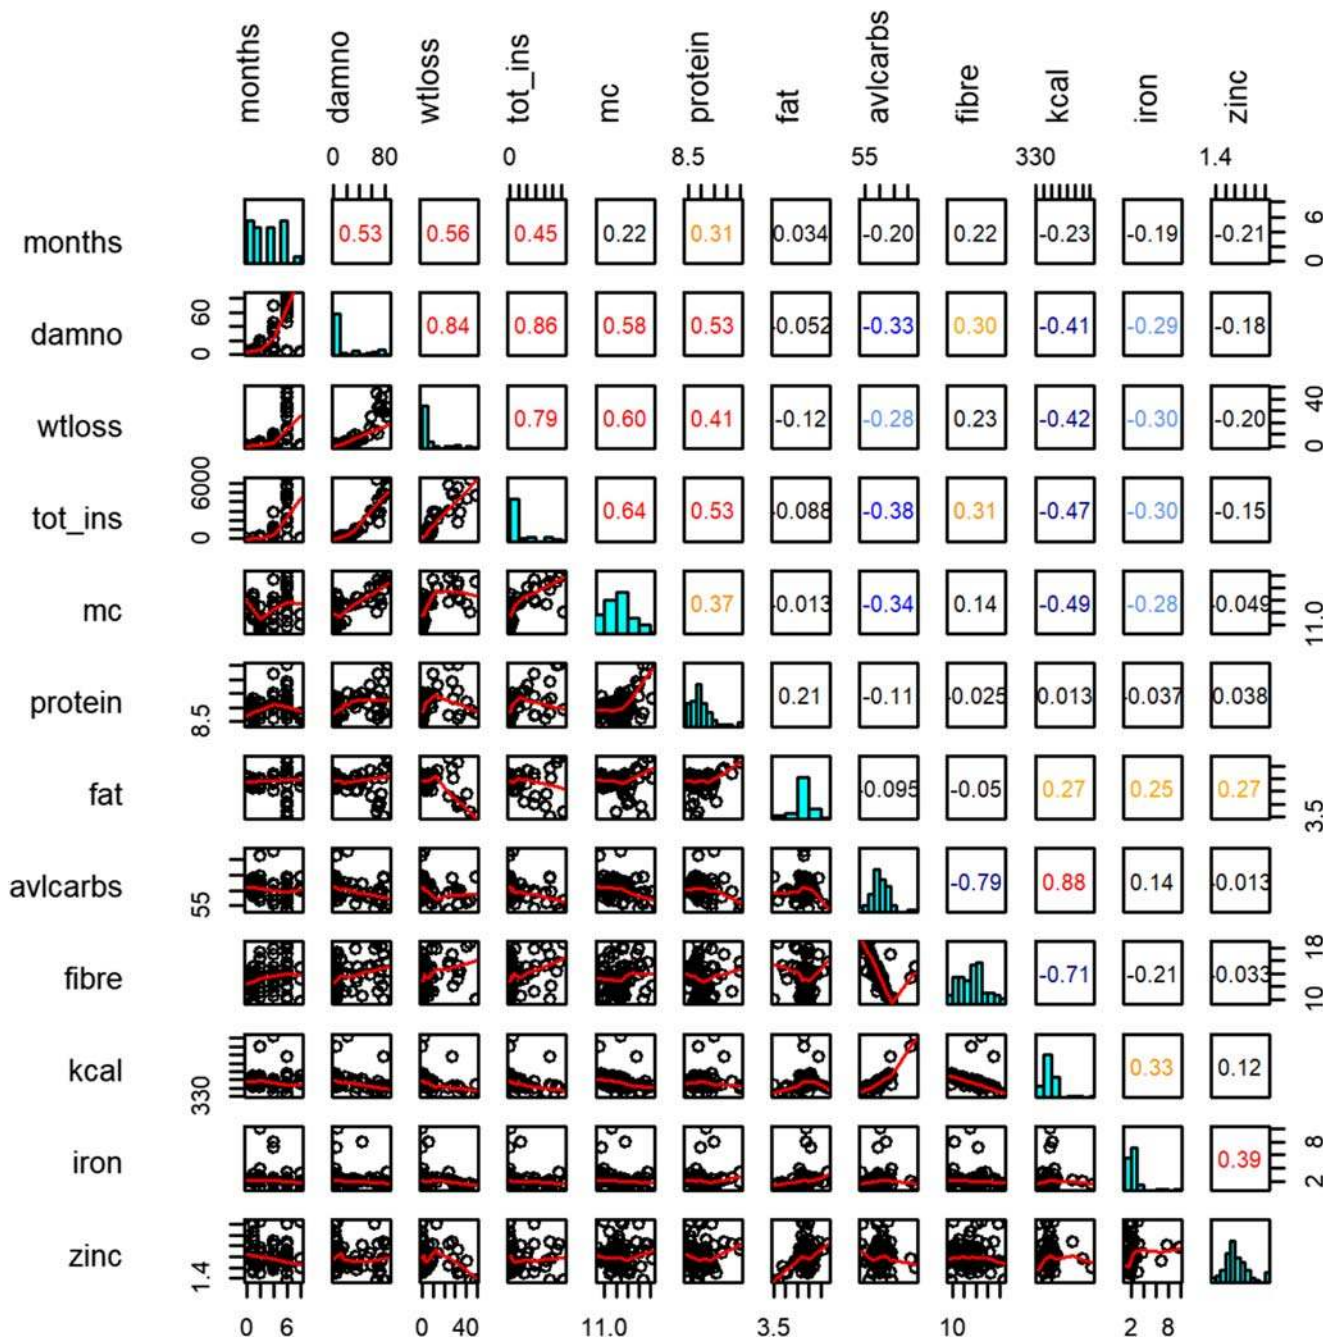 months damno wtloss tot_ins mc protein fat avlcarbs fibre kcal iron zinc
0 80 0 8.5 55 330 1.4
months 0.53 0.56 0.45 0.22 0.31 0.034 -0.20 0.22 -0.23 -0.19 -0.21 0 6
damno 0 60 0.84 0.86 0.58 0.53 -0.052 -0.33 0.30 -0.41 -0.29 -0.18
wtloss 0.79 0.60 0.41 -0.12 -0.28 0.23 -0.42 -0.30 -0.20 0 40
tot_ins 0 6000 0.64 0.53 -0.088 -0.38 0.31 -0.47 -0.30 -0.15
mc 0.37 -0.013 -0.34 0.14 -0.49 -0.28 -0.049 11.0
protein 8.5 0.21 -0.11 -0.025 0.013 -0.037 0.038
fat -0.095 -0.05 0.27 0.25 0.27 3.5
avlcarbs 55 -0.79 0.88 0.14 -0.013
fibre -0.71 -0.21 -0.033 10 18
kcal 330 0.33 0.12
iron 0.39 2 8
zinc 1.4
0 6 0 40 11.0 3.5 10 2 8